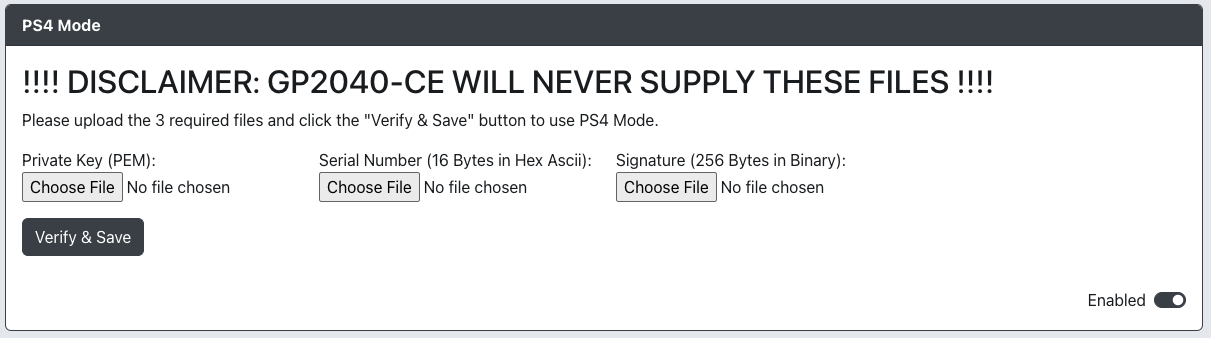 PS4 Mode
!!!! DISCLAIMER: GP2040-CE WILL NEVER SUPPLY THESE FILES !!!!
Please upload the 3 required files and click the "Verify & Save" button to use PS4 Mode.
Private Key (PEM): Serial Number (16 Bytes in Hex Ascii): Signature (256 Bytes in Binary):
Choose File No file chosen Choose File No file chosen Choose File No file chosen
Verify & Save
Enabled